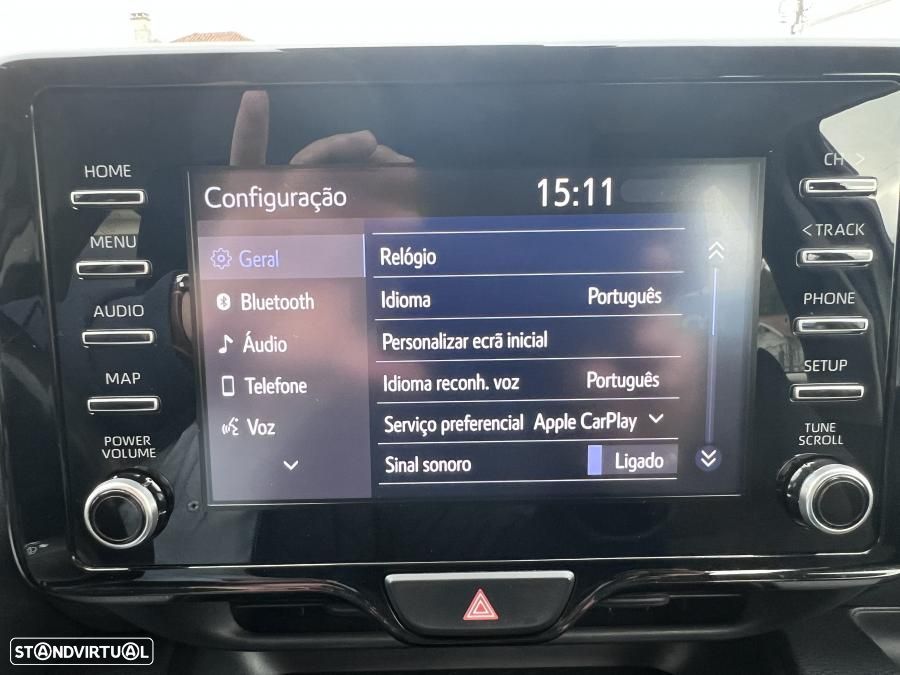 HOME
MENU
AUDIO
MAP
POWER
VOLUME
Configuração 15:11
Geral
Bluetooth
Áudio
Telefone
Voz
Relógio
Idioma Português
Personalizar ecrã inicial
Idioma reconh. voz Português
Serviço preferencial Apple CarPlay
Sinal sonoro Ligado
CH >
< TRACK
PHONE
SETUP
TUNE
SCROLL
STANDVIRTUAL